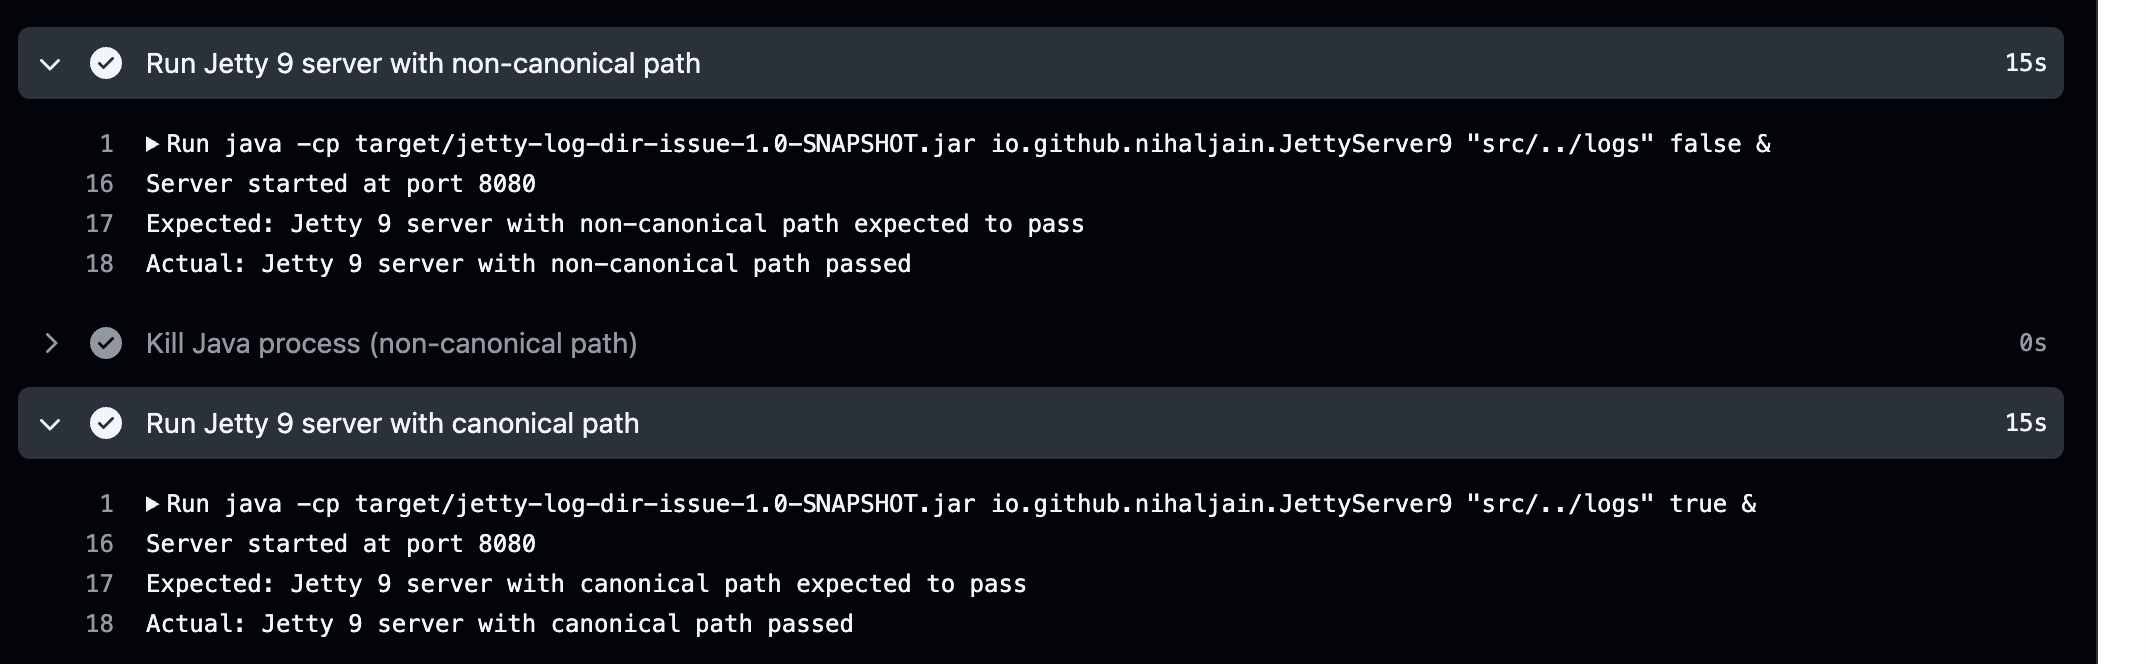 Run Jetty 9 server with non-canonical path 15s
1 Run java -cp target/jetty-log-dir-issue-1.0-SNAPSHOT.jar io.github.nihaljain.JettyServer9 "src/../logs" false &
16 Server started at port 8080
17 Expected: Jetty 9 server with non-canonical path expected to pass
18 Actual: Jetty 9 server with non-canonical path passed
Kill Java process (non-canonical path) 0s
Run Jetty 9 server with canonical path 15s
1 Run java -cp target/jetty-log-dir-issue-1.0-SNAPSHOT.jar io.github.nihaljain.JettyServer9 "src/../logs" true &
16 Server started at port 8080
17 Expected: Jetty 9 server with canonical path expected to pass
18 Actual: Jetty 9 server with canonical path passed